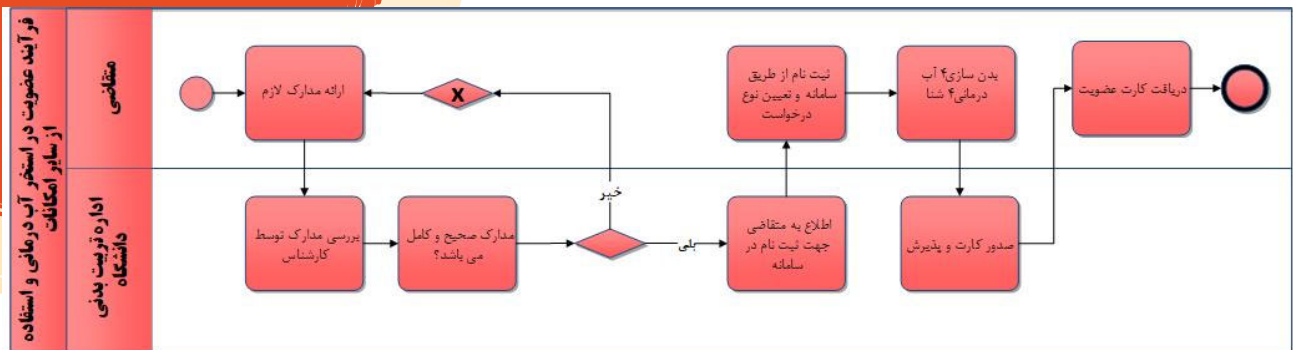 فرآیند عضویت در استخر آب درمانی و استفاده
از سایر امکانات
متقاضی
اداره تربیت بدنی
دانشگاه
ارائه مدارک لازم
X
ثبت نام از طریق
سامانه و تعیین نوع
درخواست
بدن سازی۴ آب
درمانی۴ شنا
دریافت کارت عضویت
بررسی مدارک توسط
کارشناس
مدارک صحیح و کامل
می باشد؟
خیر
بلی
اطلاع به متقاضی
جهت ثبت نام در
سامانه
صدور کارت و پذیرش